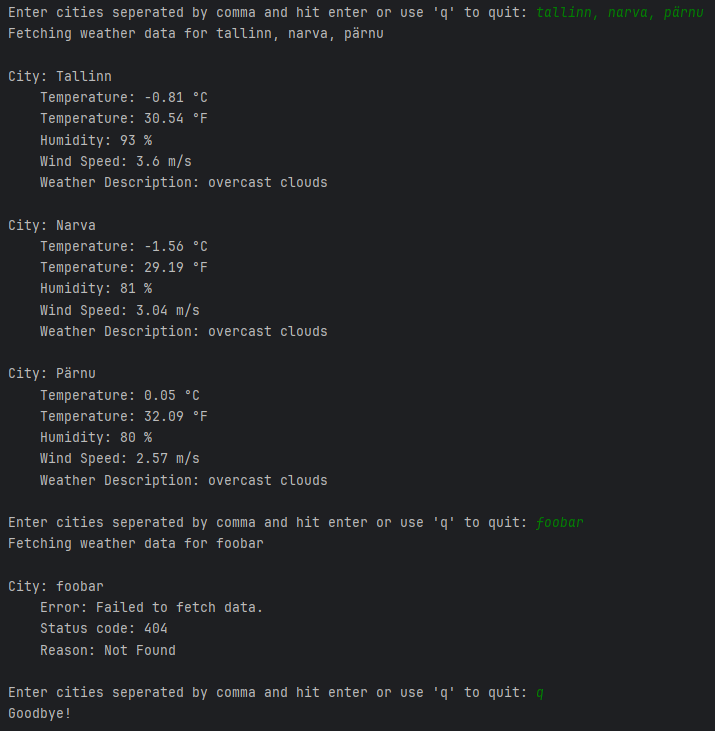 Enter cities seperated by comma and hit enter or use 'q' to quit: tallinn, narva, pärnu
Fetching weather data for tallinn, narva, pärnu
City: Tallinn
Temperature: -0.81 °C
Temperature: 30.54 °F
Humidity: 93 %
Wind Speed: 3.6 m/s
Weather Description: overcast clouds
City: Narva
Temperature: -1.56 °C
Temperature: 29.19 °F
Humidity: 81 %
Wind Speed: 3.04 m/s
Weather Description: overcast clouds
City: Pärnu
Temperature: 0.05 °C
Temperature: 32.09 °F
Humidity: 80 %
Wind Speed: 2.57 m/s
Weather Description: overcast clouds
Enter cities seperated by comma and hit enter or use 'q' to quit: foobar
Fetching weather data for foobar
City: foobar
Error: Failed to fetch data.
Status code: 404
Reason: Not Found
Enter cities seperated by comma and hit enter or use 'q' to quit: q
Goodbye!